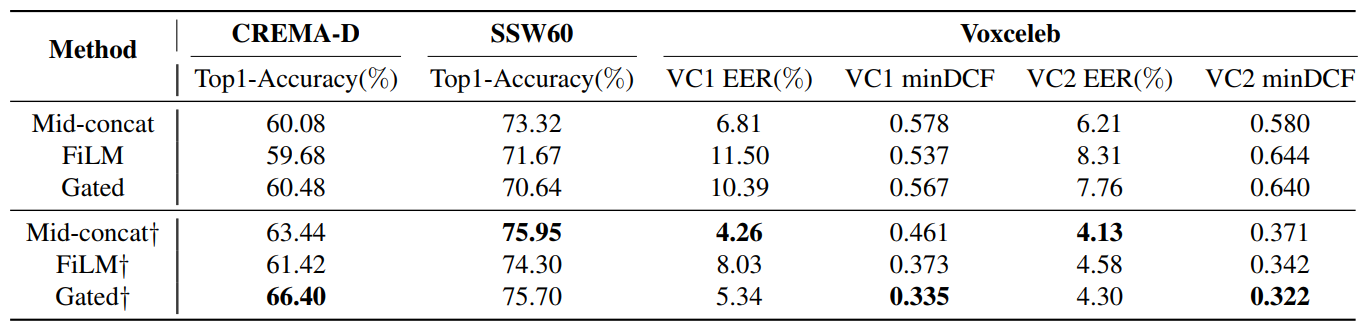 Method CREMA-D SSW60 Voxceleb
Top1-Accuracy(%) Top1-Accuracy(%) VC1 EER(%) VC1 minDCF VC2 EER(%) VC2 minDCF
Mid-concat 60.08 73.32 6.81 0.578 6.21 0.580
FiLM 59.68 71.67 11.50 0.537 8.31 0.644
Gated 60.48 70.64 10.39 0.567 7.76 0.640
Mid-concat† 63.44 75.95 4.26 0.461 4.13 0.371
FiLM† 61.42 74.30 8.03 0.373 4.58 0.342
Gated† 66.40 75.70 5.34 0.335 4.30 0.322